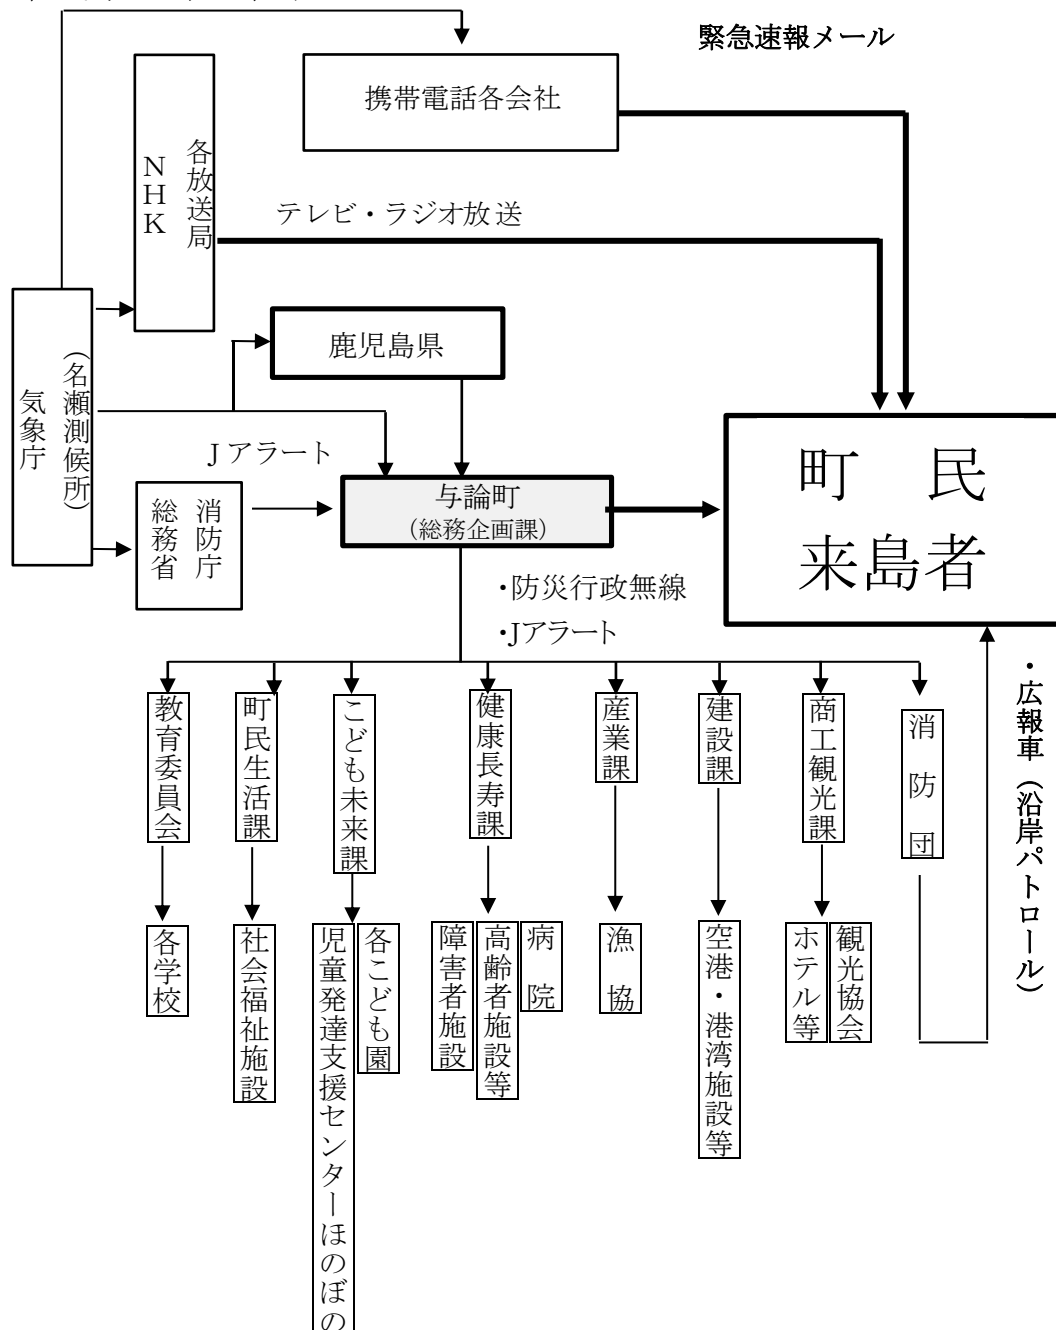 緊急速報メール
携帯電話各会社
各放送局
NHK
テレビ・ラジオ放送
鹿児島県
(名瀬測候所)
気象庁
Jアラート
消防庁
総務省
与論町
(総務企画課)
町　民
来島者
・防災行政無線
・Jアラート
教育委員会
町民生活課
こども未来課
健康長寿課
産業課
建設課
商工観光課
消防団
・広報車(沿岸パトロール)
各学校
社会福祉施設
各こども園
児童発達支援センターほのぼの
病院
高齢者施設等
障害者施設
漁協
空港・港湾施設等
観光協会
ホテル等